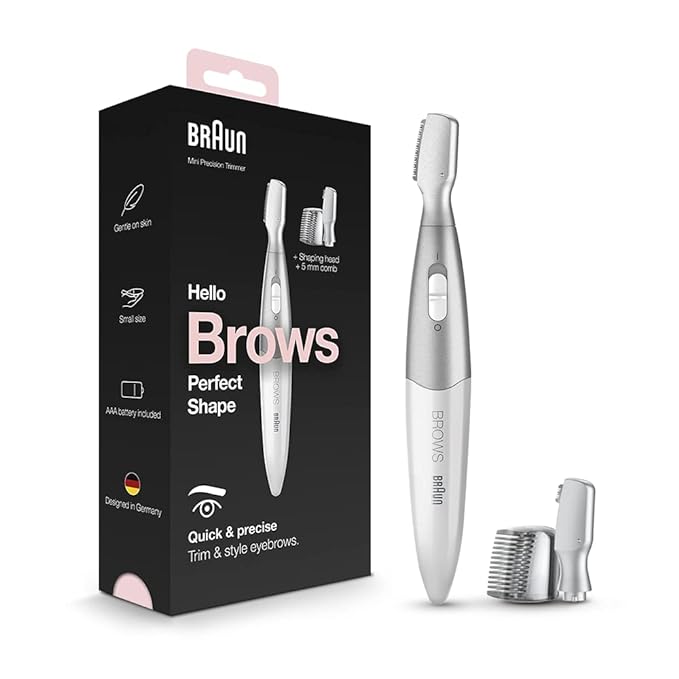 BRAUN
Mini Precision Trimmer
+ Shaping head
+ 5 mm comb
Hello
Brows
Perfect
Shape
BROWS
BRAUN
Quick & precise
Trim & style eyebrows.
Gentle on skin
Small size
AAA battery included
Designed in Germany
I
O
BROWS
BRAUN